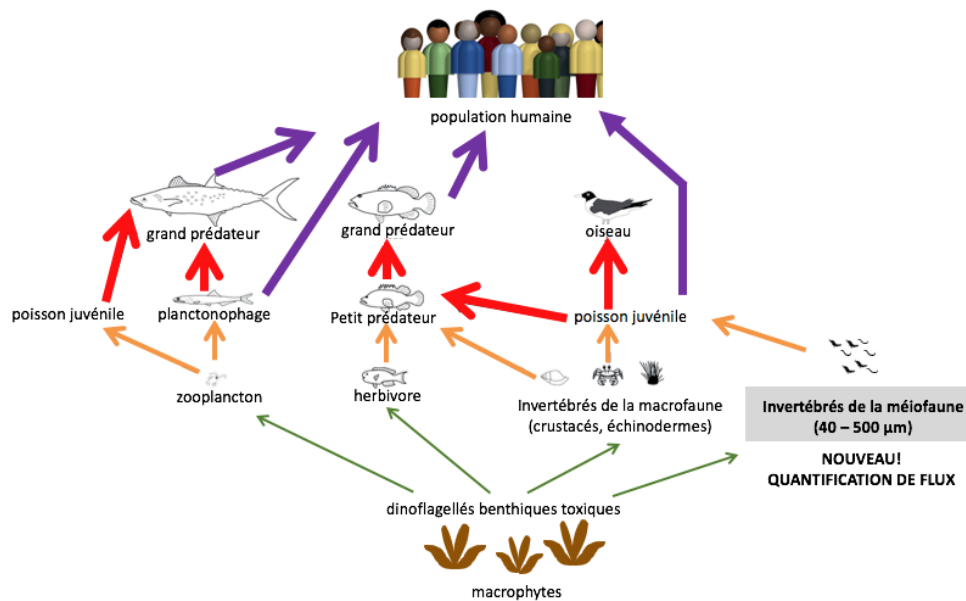 population humaine
grand prédateur
grand prédateur
oiseau
poisson juvénile
planctonophage
Petit prédateur
poisson juvénile
zooplancton
herbivore
Invertébrés de la macrofaune
(crustacés, échinodermes)
Invertébrés de la méiofaune
(40 – 500 µm)
NOUVEAU!
QUANTIFICATION DE FLUX
dinoflagellés benthiques toxiques
macrophytes